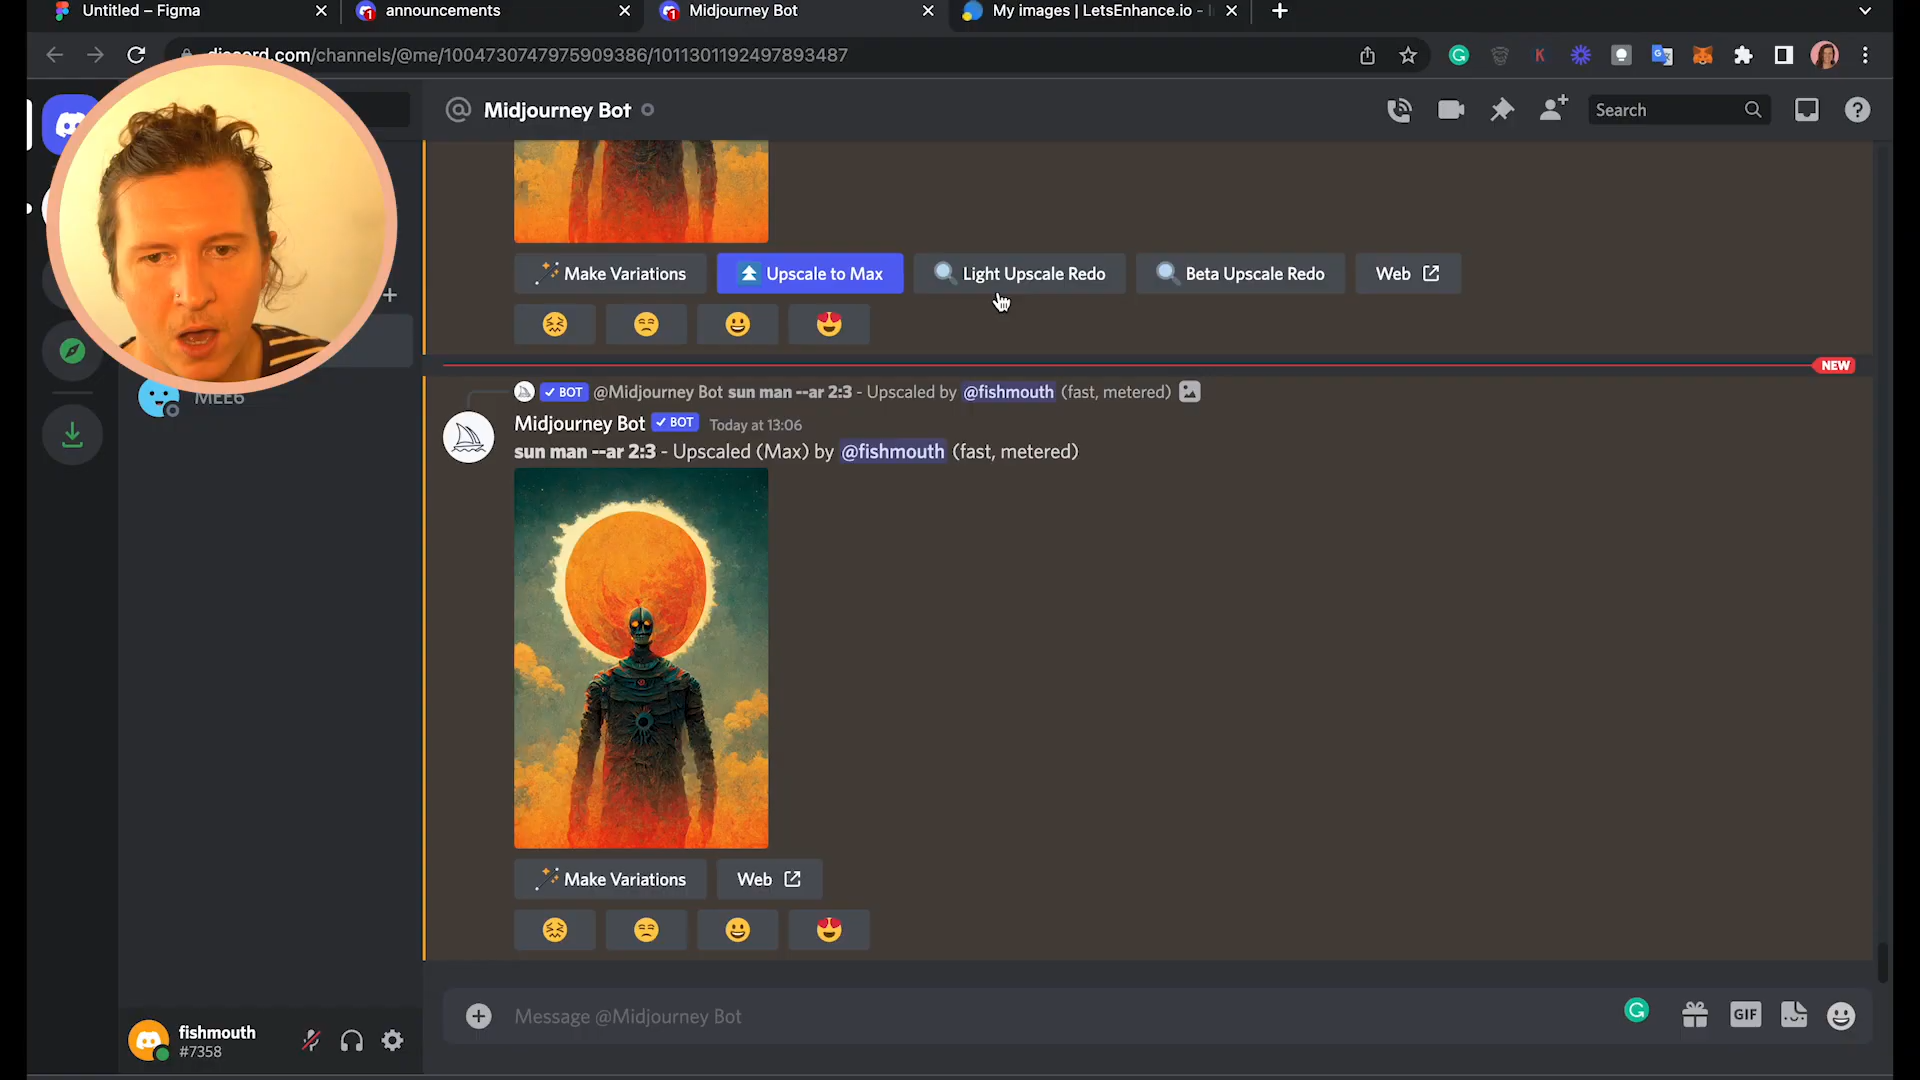 Untitled – Figma
announcements
Midjourney Bot
My images | LetsEnhance.io -
discord.com/channels/@me/1004730747975909386/1011301192497893487
Midjourney Bot
Search
Make Variations
Upscale to Max
Light Upscale Redo
Beta Upscale Redo
Web
NEW
BOT @Midjourney Bot sun man --ar 2:3 - Upscaled by @fishmouth (fast, metered)
Midjourney Bot BOT Today at 13:06
sun man --ar 2:3 - Upscaled (Max) by @fishmouth (fast, metered)
MEE6
Make Variations
Web
Message @Midjourney Bot
GIF
fishmouth
#7358